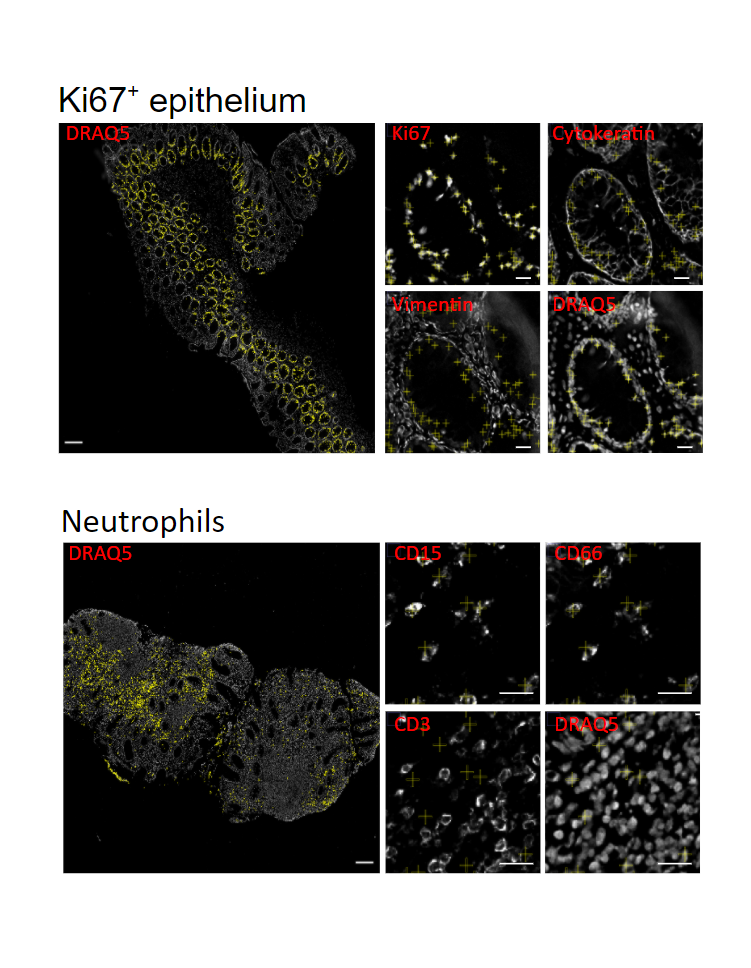 Ki67⁺ epithelium
DRAQ5
Ki67
Cytokeratin
Vimentin
DRAQ5
Neutrophils
DRAQ5
CD15
CD66
CD3
DRAQ5